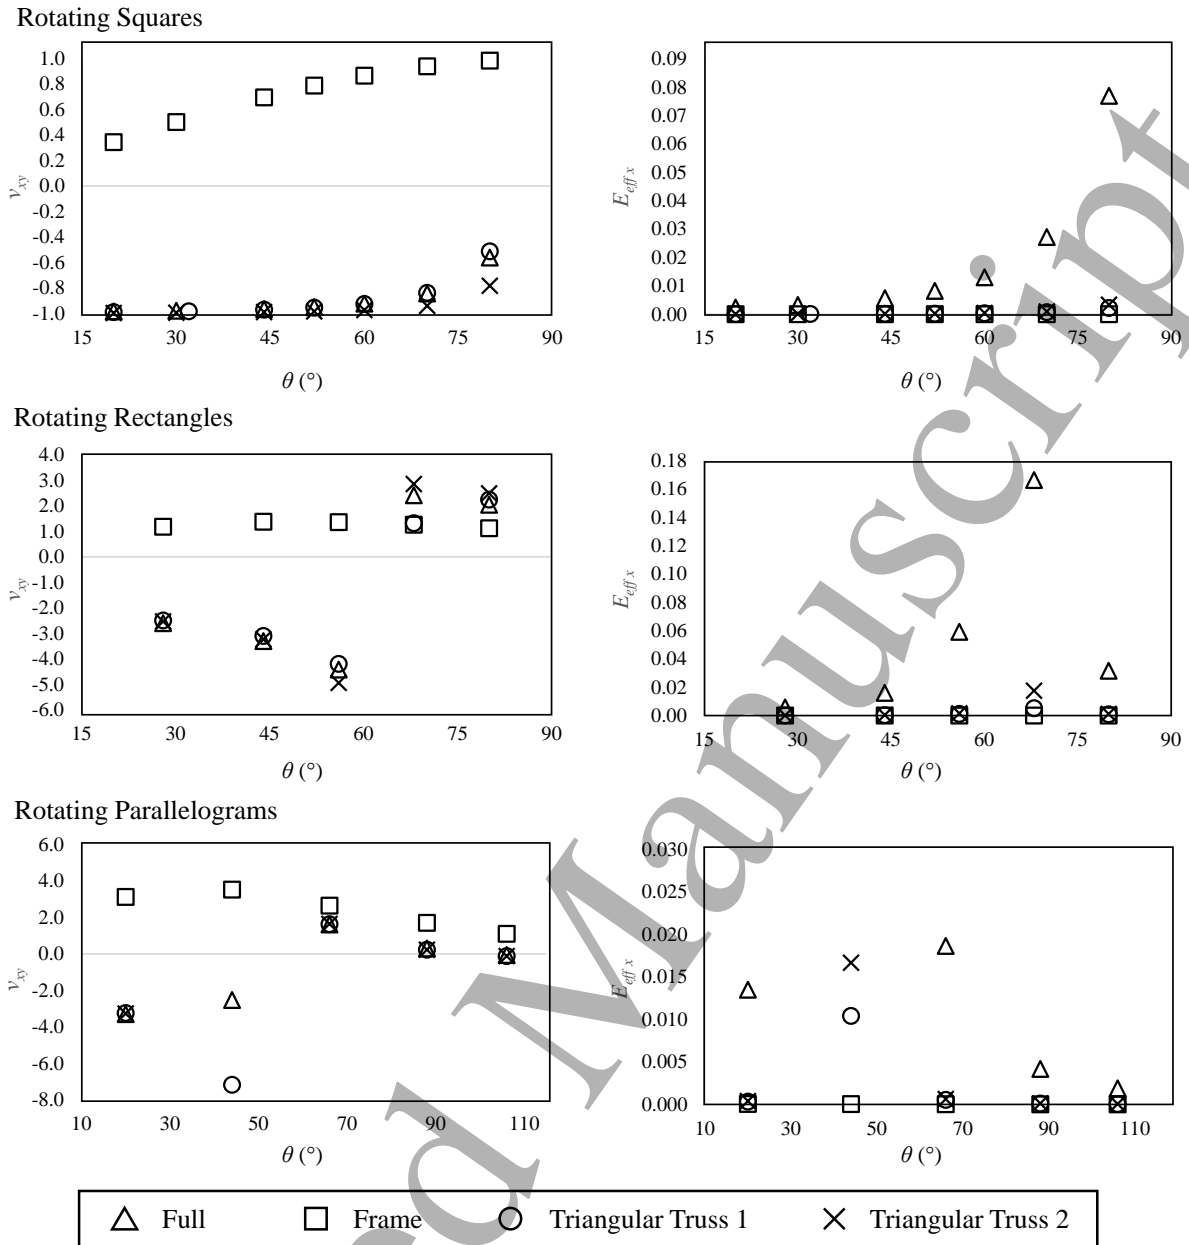 Rotating Squares
1.0
0.8
0.6
0.4
0.2
0.0
-0.2
-0.4
-0.6
-0.8
-1.0
ν_xy
15 30 45 60 75 90
θ (°)
0.09
0.08
0.07
0.06
0.05
0.04
0.03
0.02
0.01
0.00
E_eff x
15 30 45 60 75 90
θ (°)
Rotating Rectangles
4.0
3.0
2.0
1.0
0.0
-1.0
-2.0
-3.0
-4.0
-5.0
-6.0
ν_xy
15 30 45 60 75 90
θ (°)
0.18
0.16
0.14
0.12
0.10
0.08
0.06
0.04
0.02
0.00
E_eff x
15 30 45 60 75 90
θ (°)
Rotating Parallelograms
6.0
4.0
2.0
0.0
-2.0
-4.0
-6.0
-8.0
ν_xy
10 30 50 70 90 110
θ (°)
0.030
0.025
0.020
0.015
0.010
0.005
0.000
E_eff x
10 30 50 70 90 110
θ (°)
Full Frame Triangular Truss 1 Triangular Truss 2
ed Manuscript